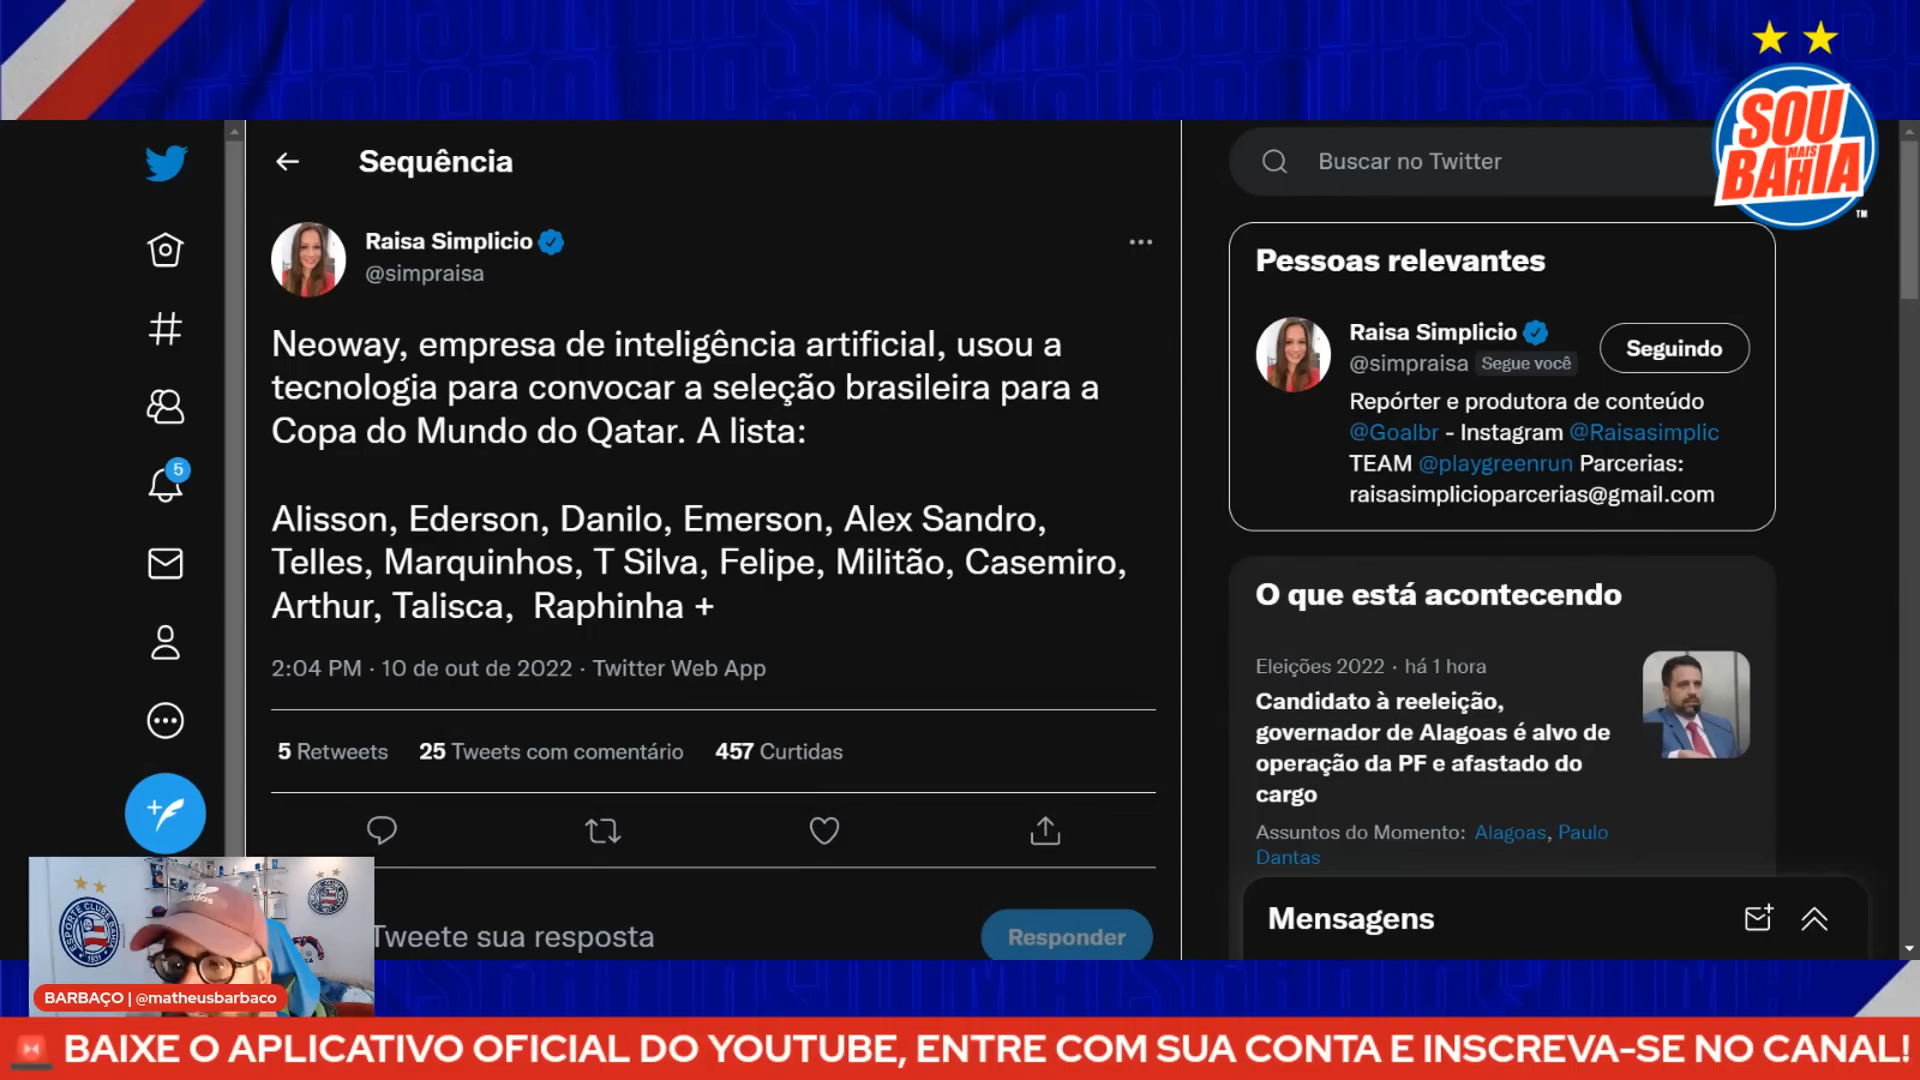 SOU
MAIS
BAHIA
TM
Sequência
Buscar no Twitter
Raisa Simplicio
@simpraisa
Neoway, empresa de inteligência artificial, usou a
tecnologia para convocar a seleção brasileira para a
Copa do Mundo do Qatar. A lista:
Alisson, Ederson, Danilo, Emerson, Alex Sandro,
Telles, Marquinhos, T Silva, Felipe, Militão, Casemiro,
Arthur, Talisca,  Raphinha +
2:04 PM · 10 de out de 2022 · Twitter Web App
5 Retweets 25 Tweets com comentário 457 Curtidas
Tweete sua resposta
Responder
5
Pessoas relevantes
Raisa Simplicio
@simpraisa Segue você
Seguindo
Repórter e produtora de conteúdo
@Goalbr - Instagram @Raisasimplic
TEAM @playgreenrun Parcerias:
raisasimplicioparcerias@gmail.com
O que está acontecendo
Eleições 2022 · há 1 hora
Candidato à reeleição,
governador de Alagoas é alvo de
operação da PF e afastado do
cargo
Assuntos do Momento: Alagoas, Paulo
Dantas
Mensagens
ESPORTE CLUBE BAHIA
1931
adidas
BARBAÇO | @matheusbarbaco
BAIXE O APLICATIVO OFICIAL DO YOUTUBE, ENTRE COM SUA CONTA E INSCREVA-SE NO CANAL!